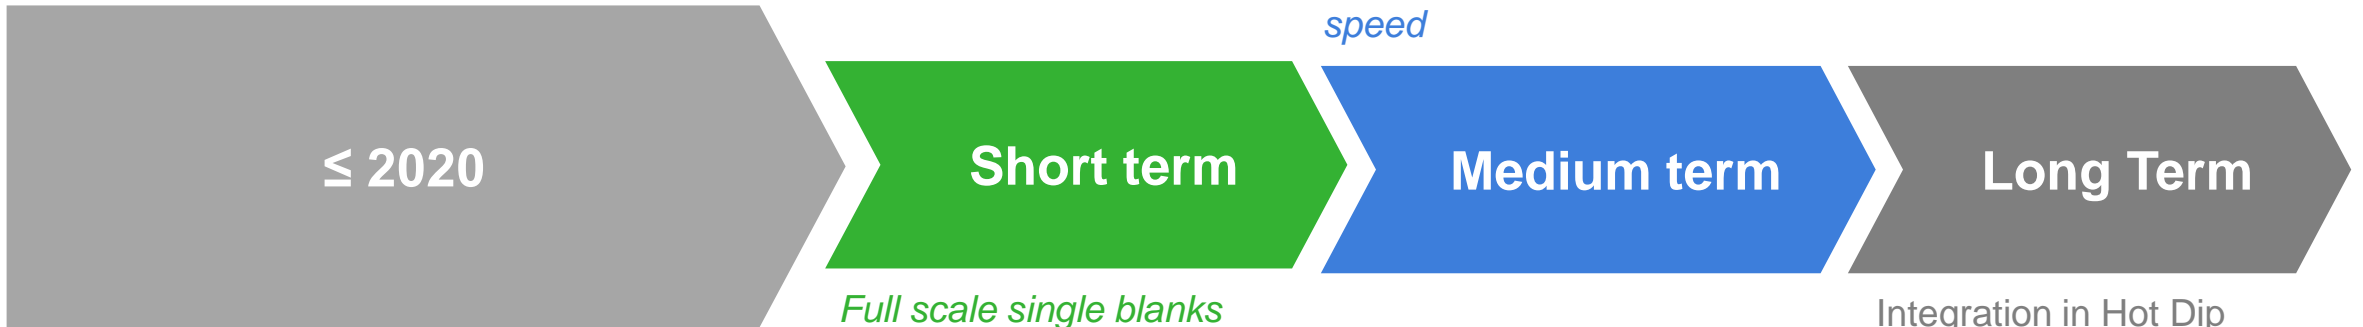 speed
≤ 2020
Short term
Medium term
Long Term
Full scale single blanks
Integration in Hot Dip